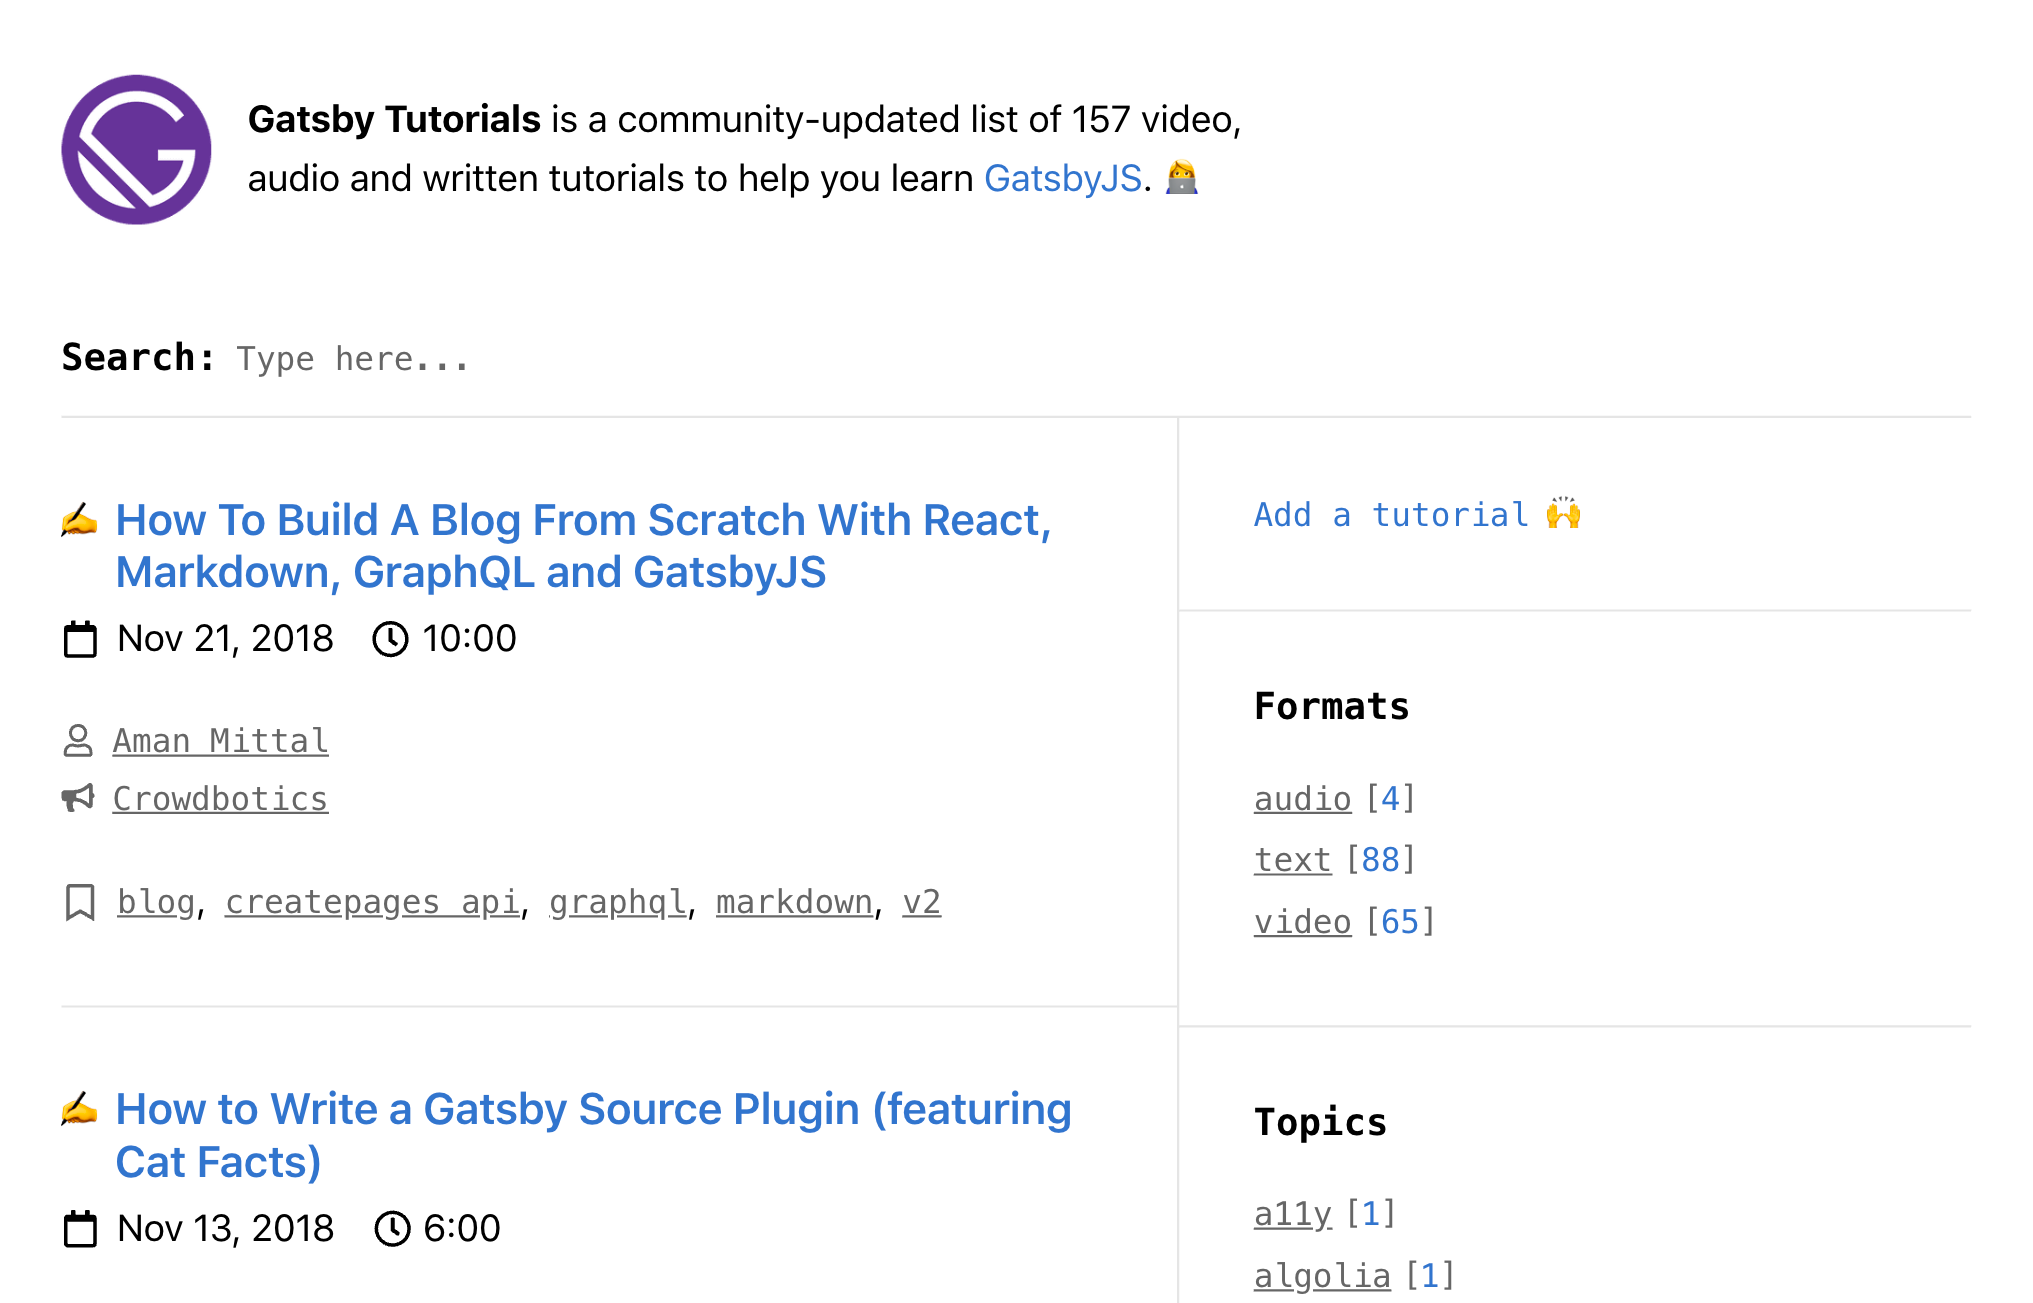 Gatsby Tutorials is a community-updated list of 157 video,
audio and written tutorials to help you learn GatsbyJS. 👩‍💻
Search: Type here...
✍️ How To Build A Blog From Scratch With React,
Markdown, GraphQL and GatsbyJS
Nov 21, 2018 10:00
Aman Mittal
Crowdbotics
blog, createpages api, graphql, markdown, v2
✍️ How to Write a Gatsby Source Plugin (featuring
Cat Facts)
Nov 13, 2018 6:00
Add a tutorial 🙌
Formats
audio [4]
text [88]
video [65]
Topics
a11y [1]
algolia [1]